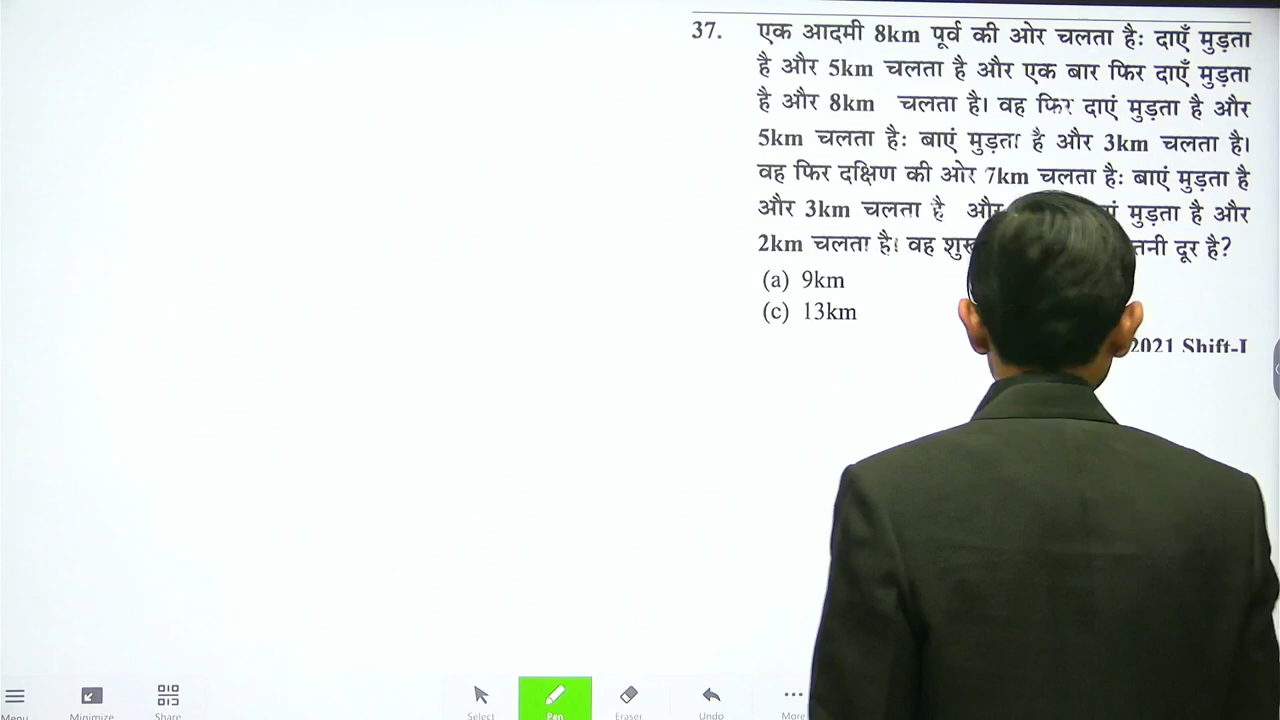 37. एक आदमी 8km पूर्व की ओर चलता है: दाएँ मुड़ता
है और 5km चलता है और एक बार फिर दाएँ मुड़ता
है और 8km चलता है। वह फिर दाएं मुड़ता है और
5km चलता है: बाएं मुड़ता है और 3km चलता है।
वह फिर दक्षिण की ओर 7km चलता है: बाएं मुड़ता है
और 3km चलता है और मुड़ता है और
2km चलता है। वह दूर है?
(a) 9km
(c) 13km
2021 Shift-I
Menu Minimize Share Select Pen Eraser Undo More